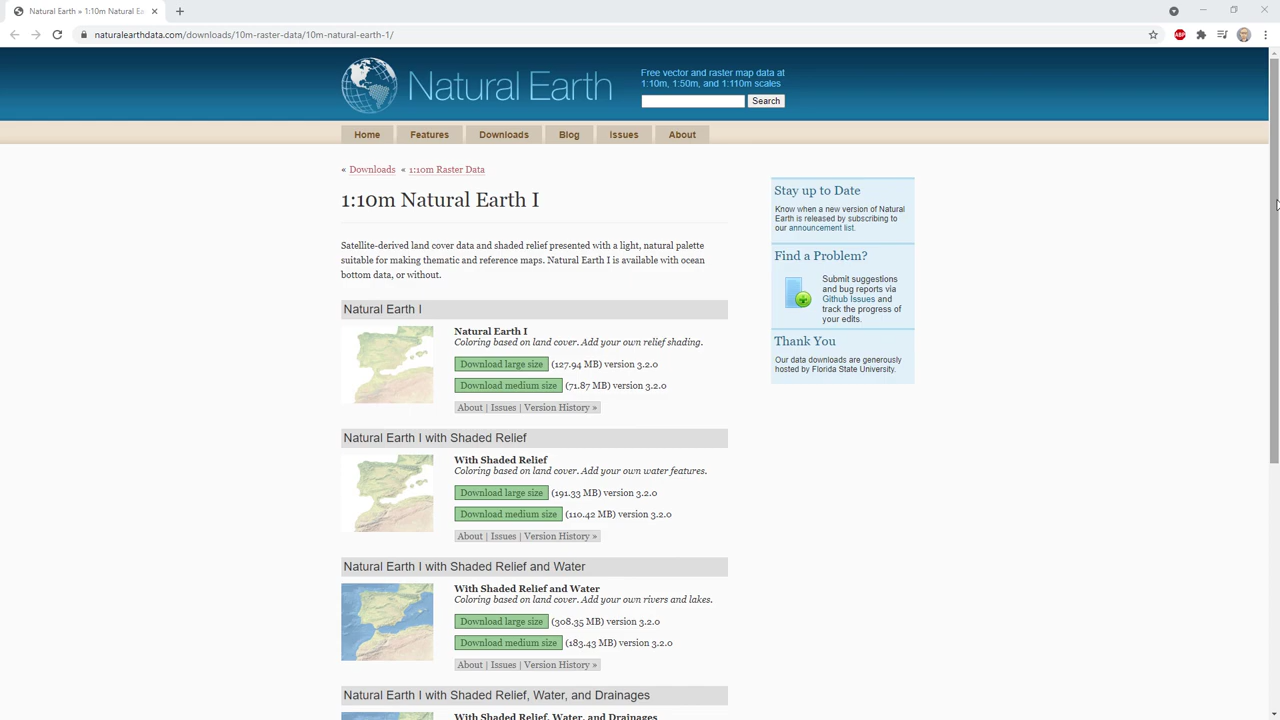 Natural Earth » 1:10m Natural Ea
naturalearthdata.com/downloads/10m-raster-data/10m-natural-earth-1/
ABP
Natural Earth
Free vector and raster map data at
1:10m, 1:50m, and 1:110m scales
Search
Home Features Downloads Blog Issues About
« Downloads « 1:10m Raster Data
1:10m Natural Earth I
Satellite-derived land cover data and shaded relief presented with a light, natural palette
suitable for making thematic and reference maps. Natural Earth I is available with ocean
bottom data, or without.
Natural Earth I
Natural Earth I
Coloring based on land cover. Add your own relief shading.
Download large size (127.94 MB) version 3.2.0
Download medium size (71.87 MB) version 3.2.0
About | Issues | Version History »
Natural Earth I with Shaded Relief
With Shaded Relief
Coloring based on land cover. Add your own water features.
Download large size (191.33 MB) version 3.2.0
Download medium size (110.42 MB) version 3.2.0
About | Issues | Version History »
Natural Earth I with Shaded Relief and Water
With Shaded Relief and Water
Coloring based on land cover. Add your own rivers and lakes.
Download large size (308.35 MB) version 3.2.0
Download medium size (183.43 MB) version 3.2.0
About | Issues | Version History »
Natural Earth I with Shaded Relief, Water, and Drainages
With Shaded Relief, Water, and Drainages
Stay up to Date
Know when a new version of Natural
Earth is released by subscribing to
our announcement list.
Find a Problem?
Submit suggestions
and bug reports via
Github Issues and
track the progress of
your edits.
Thank You
Our data downloads are generously
hosted by Florida State University.